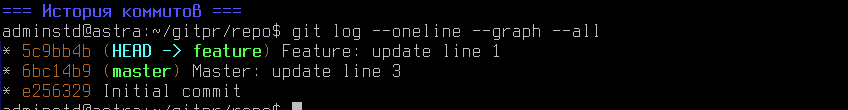 === История коммитов ===
adminstd@astra:~/gitpr/repo$ git log --oneline --graph --all
* 5c9bb4b (HEAD -> feature) Feature: update line 1
* 6bc14b9 (master) Master: update line 3
* e256329 Initial commit
adminstd@astra:~/gitpr/repo$